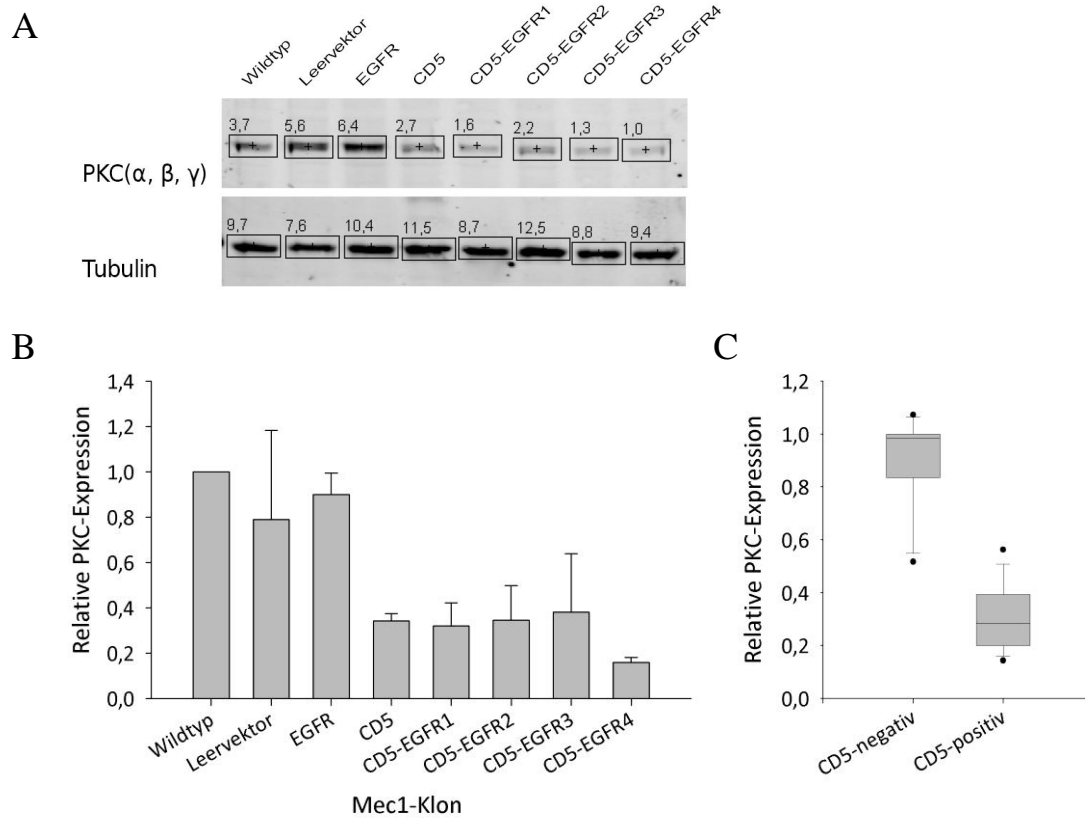 A
Wildtyp
Leervektor
EGFR
CD5
CD5-EGFR1
CD5-EGFR2
CD5-EGFR3
CD5-EGFR4
3,7 5,6 6,4 2,7 1,6 2,2 1,3 1,0
PKC(α, β, γ)
9,7 7,6 10,4 11,5 8,7 12,5 8,8 9,4
Tubulin
B
Relative PKC-Expression
1,4
1,2
1,0
0,8
0,6
0,4
0,2
0,0
Wildtyp
Leervektor
EGFR
CD5
CD5-EGFR1
CD5-EGFR2
CD5-EGFR3
CD5-EGFR4
Mec1-Klon
C
Relative PKC-Expression
1,2
1,0
0,8
0,6
0,4
0,2
0,0
CD5-negativ
CD5-positiv